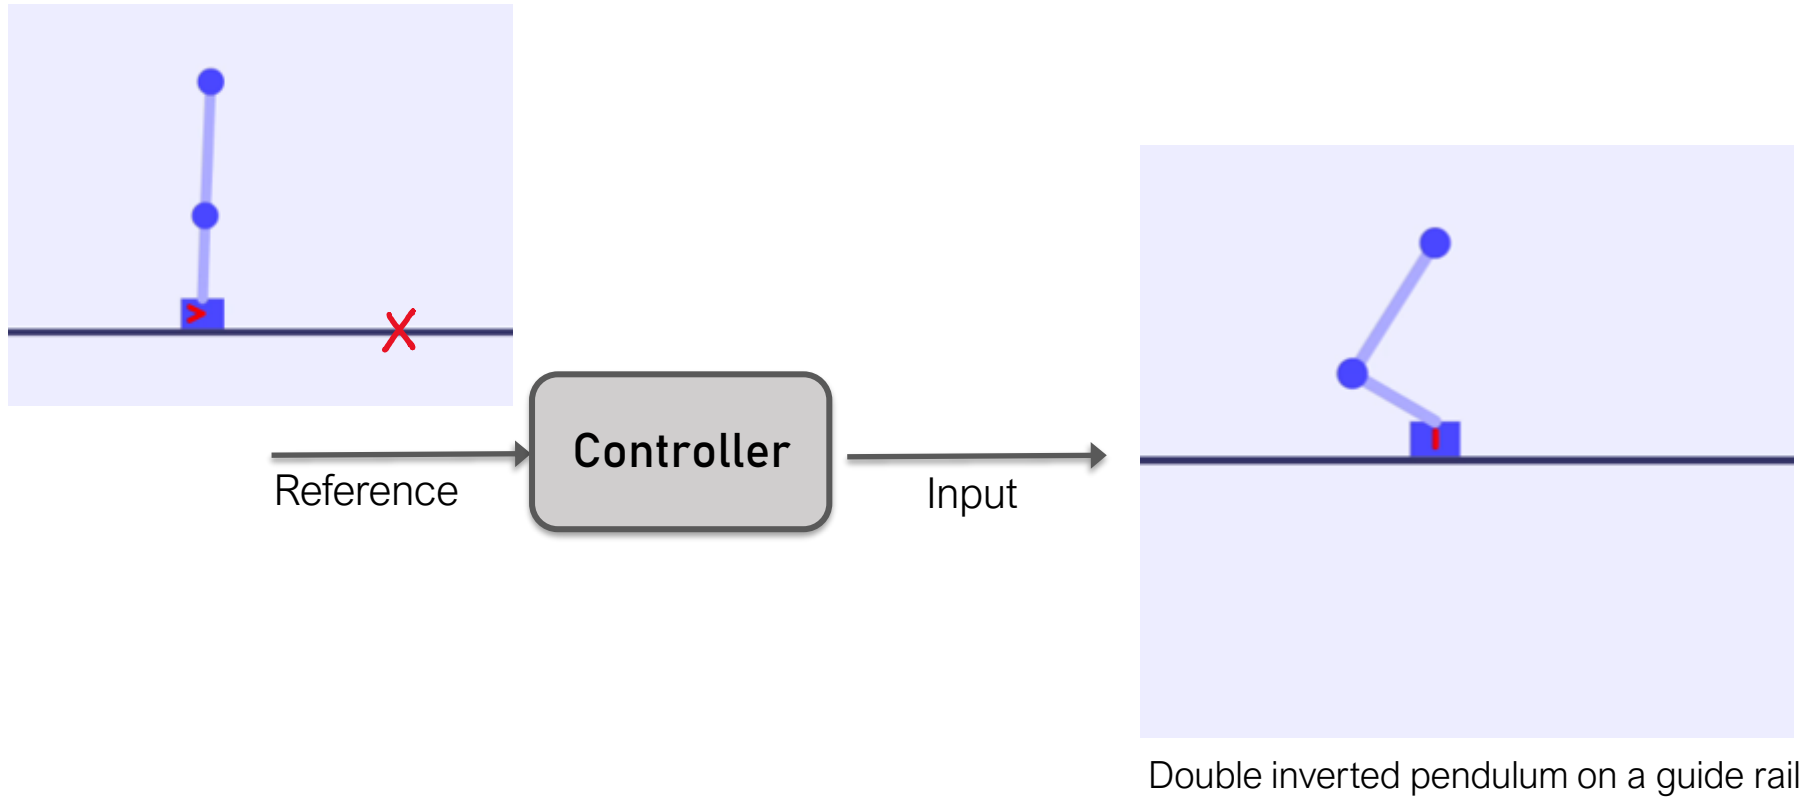 Controller
Reference
Input
Double inverted pendulum on a guide rail